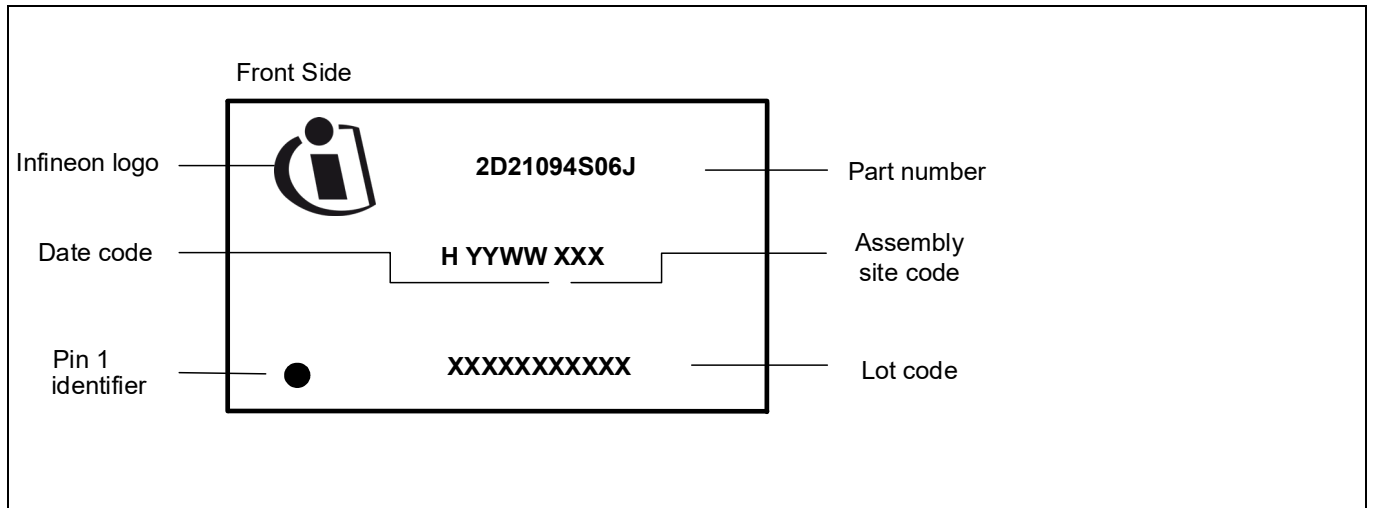 Front Side
Infineon logo
2D21094S06J
Part number
Date code
H YYWW XXX
Assembly
site code
Pin 1
identifier
XXXXXXXXXXX
Lot code